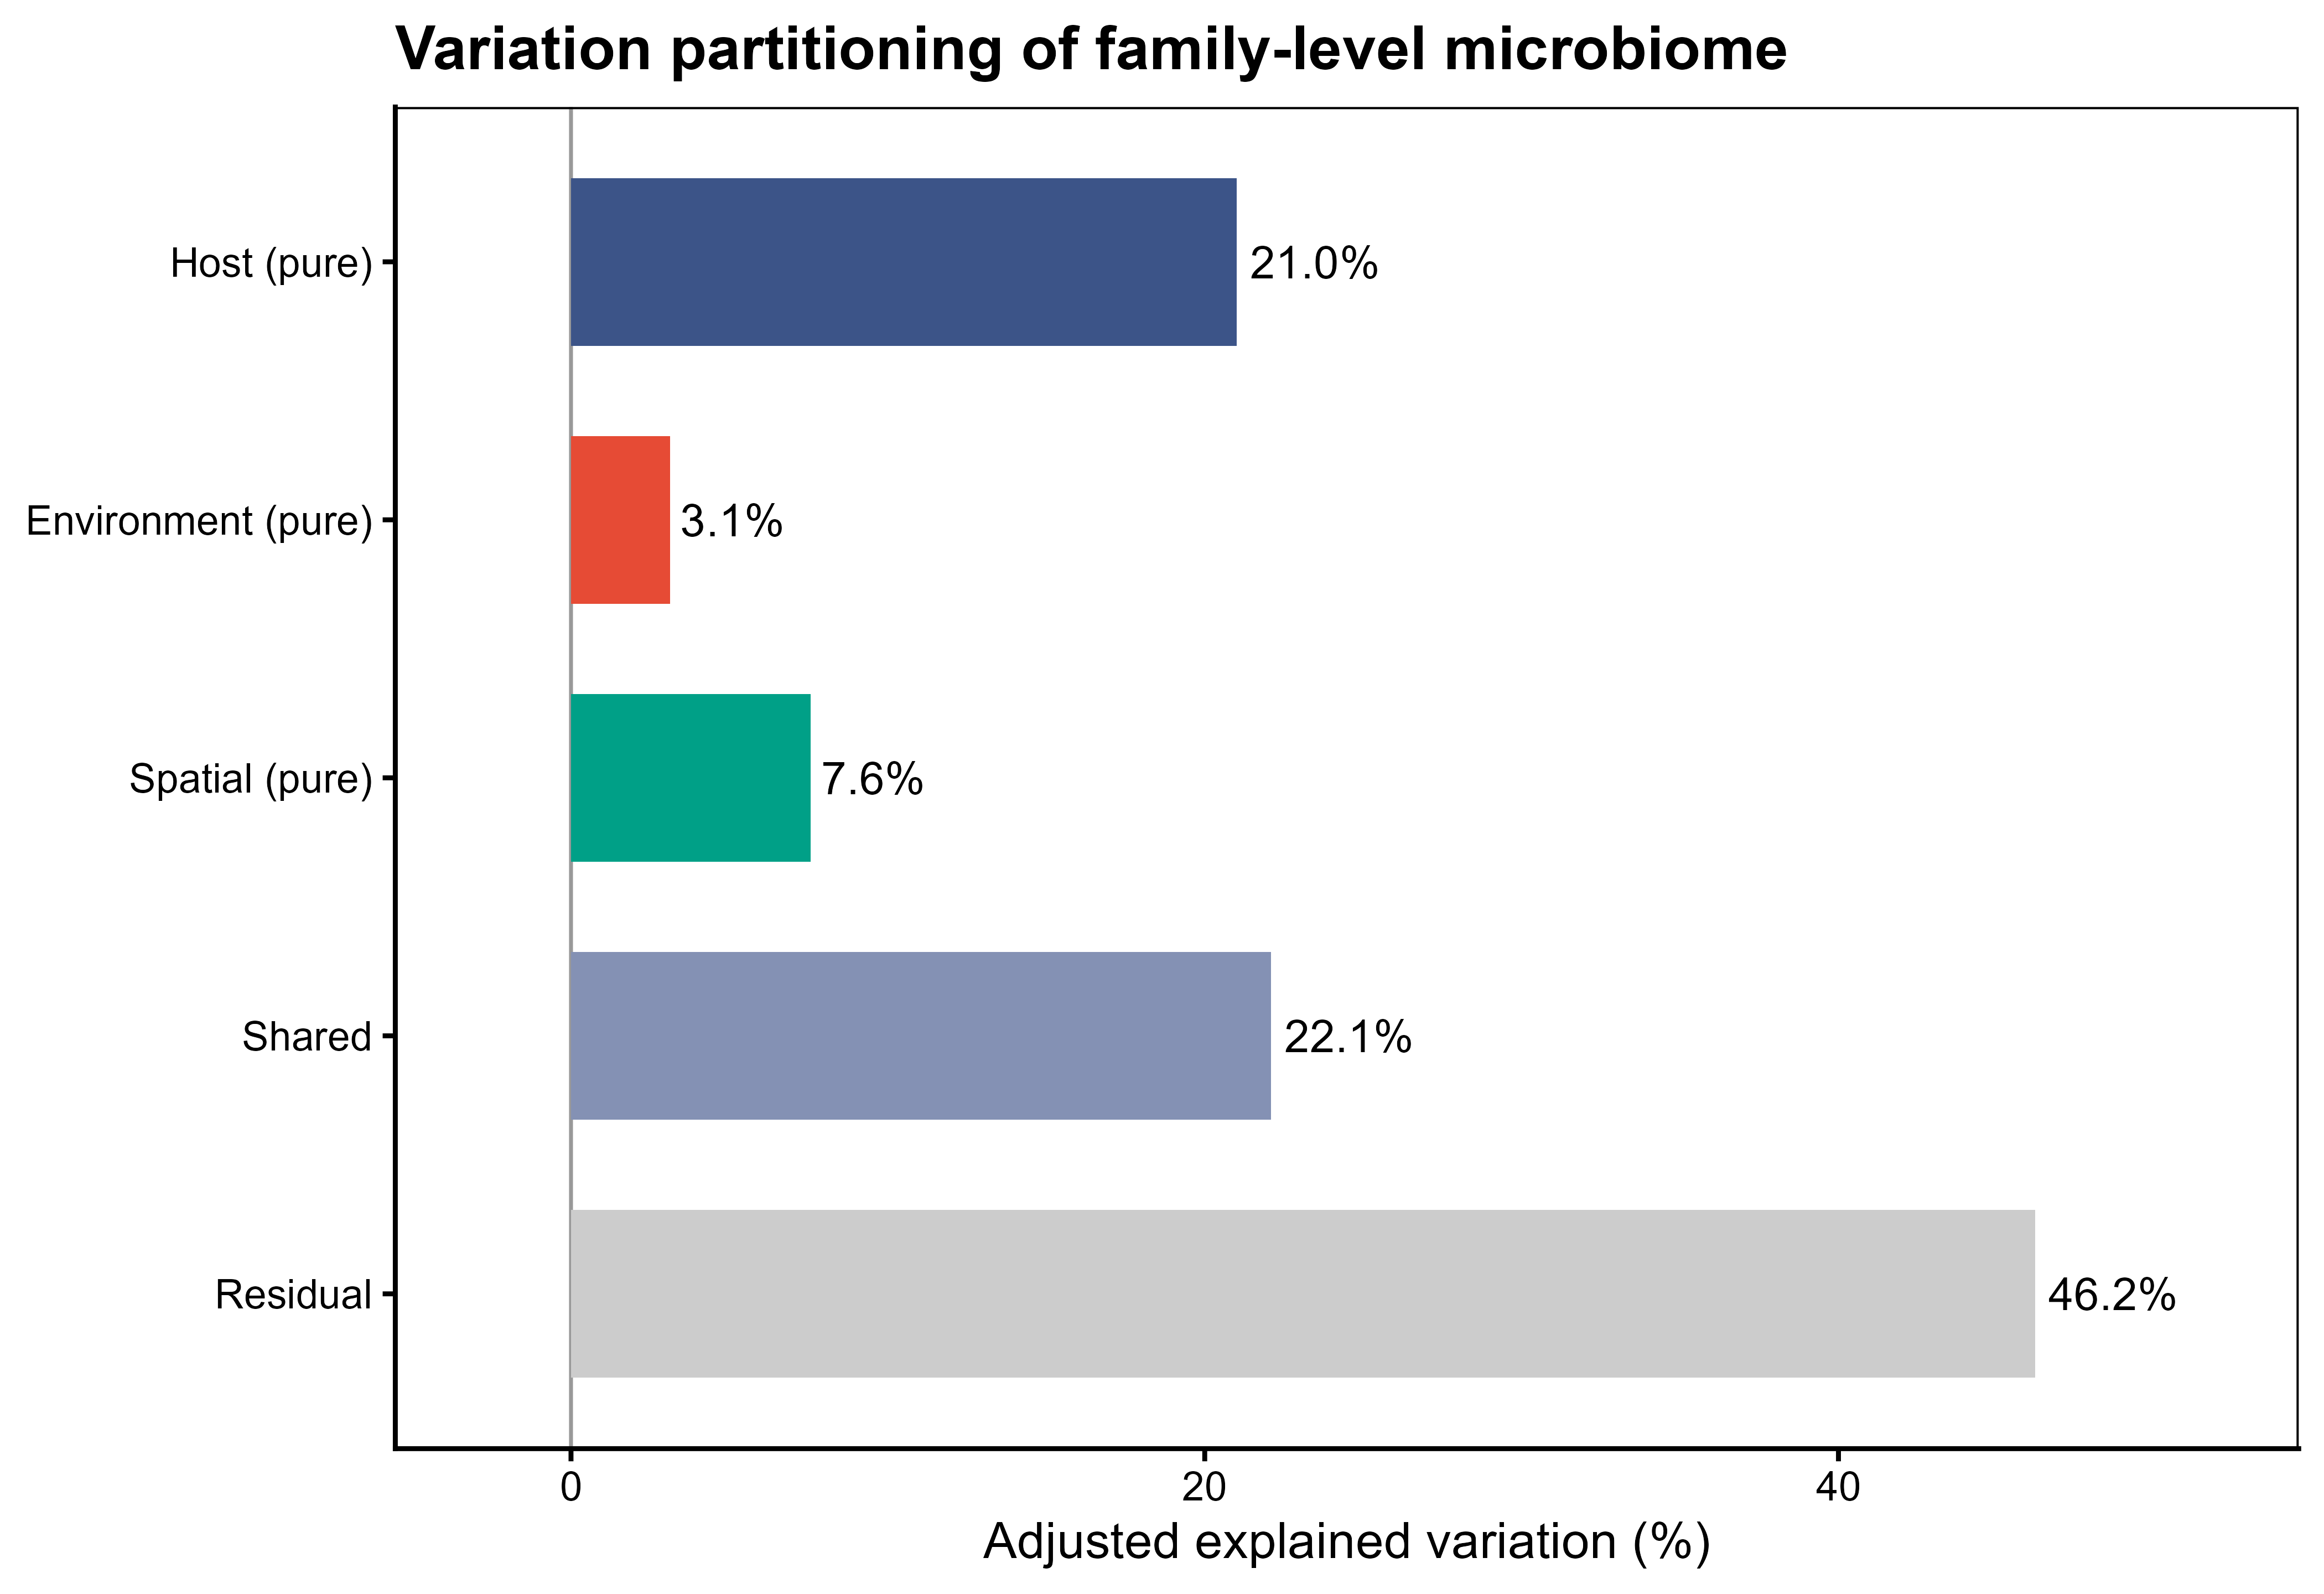 Variation partitioning of family-level microbiome
Host (pure)
21.0%
Environment (pure)
3.1%
Spatial (pure)
7.6%
Shared
22.1%
Residual
46.2%
0
20
40
Adjusted explained variation (%)